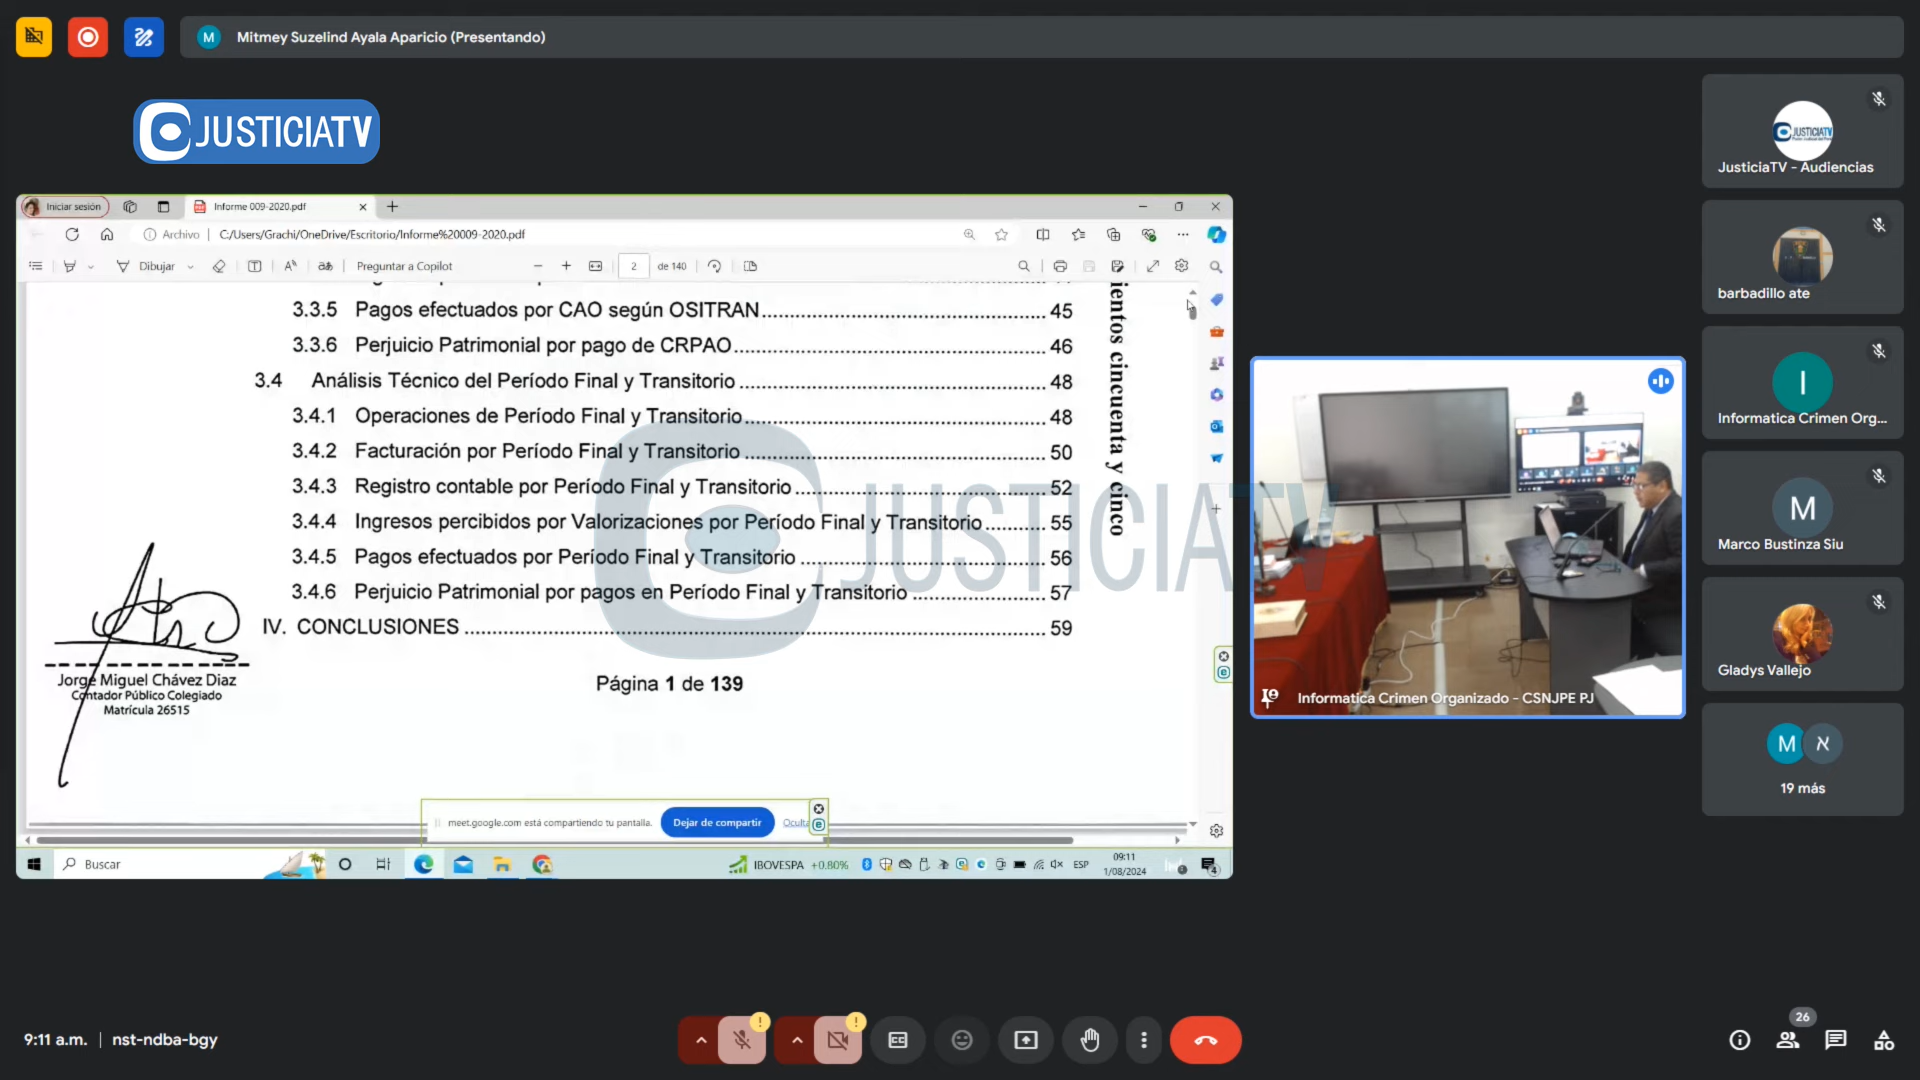 M Mitmey Suzelind Ayala Aparicio (Presentando)
JUSTICIATV
Iniciar sesión
Informe 009-2020.pdf
Archivo | C:/Users/Grachi/OneDrive/Escritorio/Informe%20009-2020.pdf
Dibujar
Preguntar a Copilot
2 de 140
3.3.5 Pagos efectuados por CAO según OSITRAN 45
3.3.6 Perjuicio Patrimonial por pago de CRPAO 46
3.4 Análisis Técnico del Período Final y Transitorio 48
3.4.1 Operaciones de Período Final y Transitorio 48
3.4.2 Facturación por Período Final y Transitorio 50
3.4.3 Registro contable por Período Final y Transitorio 52
3.4.4 Ingresos percibidos por Valorizaciones por Período Final y Transitorio 55
3.4.5 Pagos efectuados por Período Final y Transitorio 56
3.4.6 Perjuicio Patrimonial por pagos en Período Final y Transitorio 57
IV. CONCLUSIONES 59
ientos cincuenta y cinco
JUSTICIATV
Jorge Miguel Chávez Diaz
Contador Público Colegiado
Matrícula 26515
Página 1 de 139
meet.google.com está compartiendo tu pantalla.
Dejar de compartir
Oculta
Buscar
IBOVESPA +0.80%
ESP
09:11
1/08/2024
4
Informatica Crimen Organizado - CSNJPE PJ
JUSTICIATV
JusticiaTV - Audiencias
barbadillo ate
I
Informatica Crimen Org...
M
Marco Bustinza Siu
Gladys Vallejo
M א
19 más
9:11 a.m. | nst-ndba-bgy
26